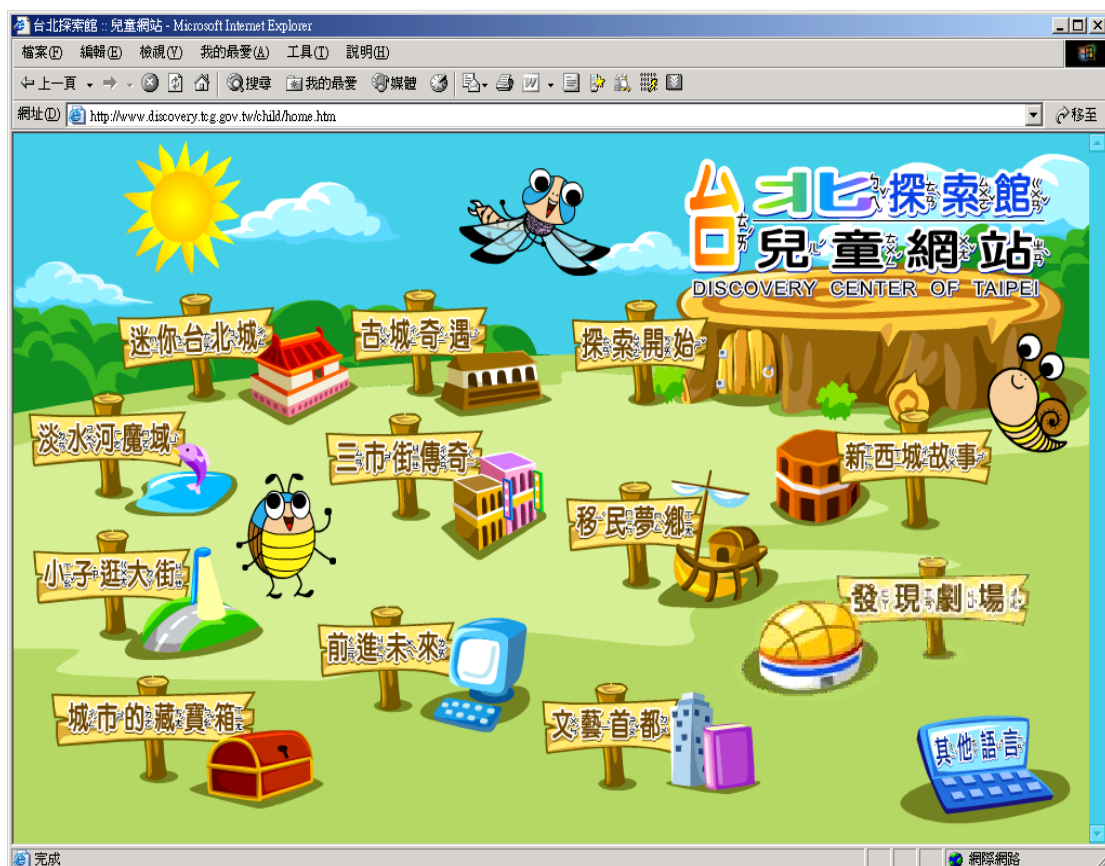 台北探索館 :: 兒童網站 - Microsoft Internet Explorer
檔案(F) 編輯(E) 檢視(V) 我的最愛(A) 工具(T) 說明(H)
上一頁 搜尋 我的最愛 媒體
網址(D) http://www.discovery.tcg.gov.tw/child/home.htm 移至
台北探索館
兒童網站
DISCOVERY CENTER OF TAIPEI
迷你台北城
古城奇遇
探索開始
淡水河魔域
三市街傳奇
新西城故事
移民夢鄉
小子逛大街
發現劇場
前進未來
城市的藏寶箱
文藝首都
其他語言
完成 網際網路